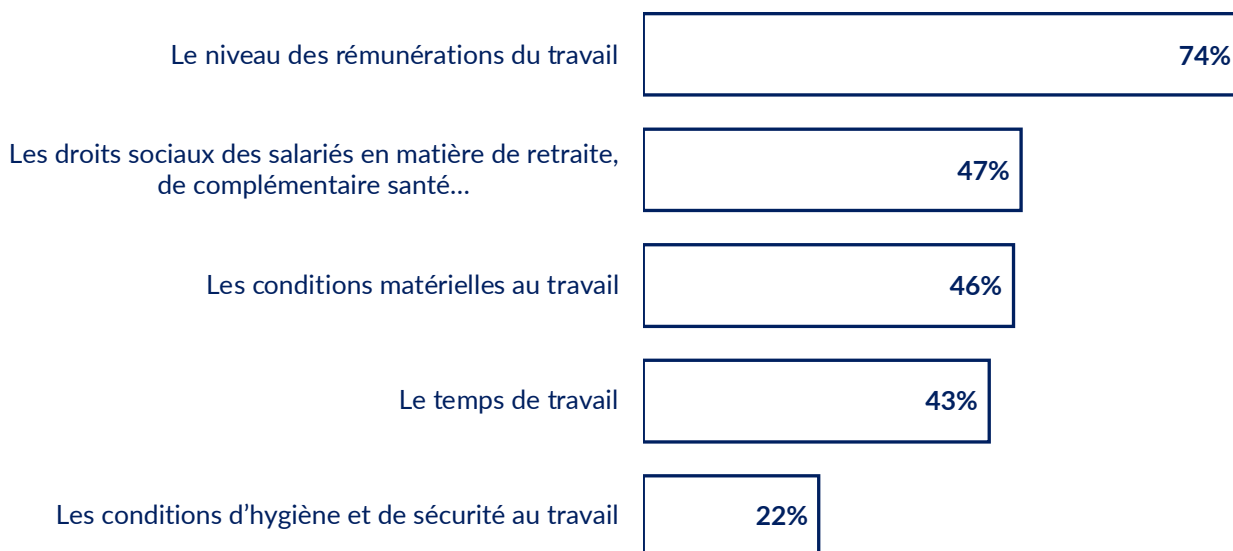 Le niveau des rémunérations du travail
74%
Les droits sociaux des salariés en matière de retraite,
de complémentaire santé...
47%
Les conditions matérielles au travail
46%
Le temps de travail
43%
Les conditions d’hygiène et de sécurité au travail
22%